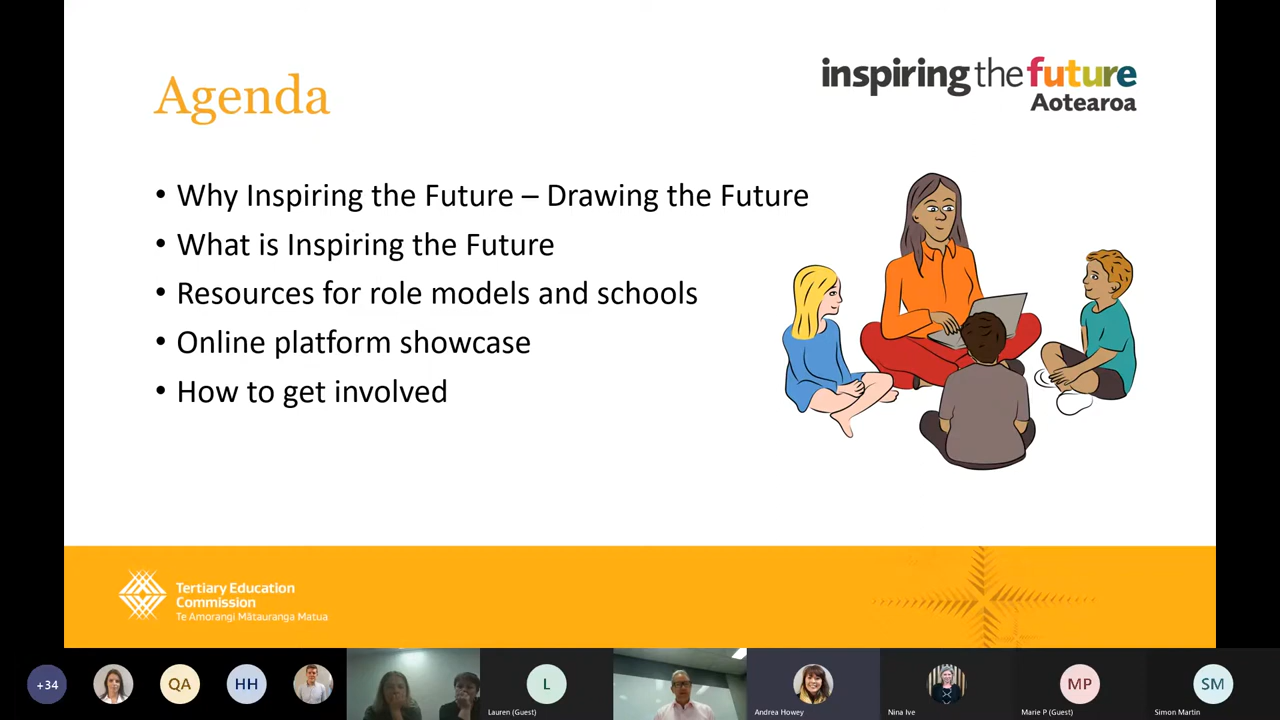 Agenda
inspiring the future
Aotearoa
• Why Inspiring the Future – Drawing the Future
• What is Inspiring the Future
• Resources for role models and schools
• Online platform showcase
• How to get involved
Tertiary Education
Commission
Te Amorangi Mātauranga Matua
+34
QA
HH
L
MP
SM
Lauren (Guest)
Andrea Howey
Nina Ive
Marie P (Guest)
Simon Martin